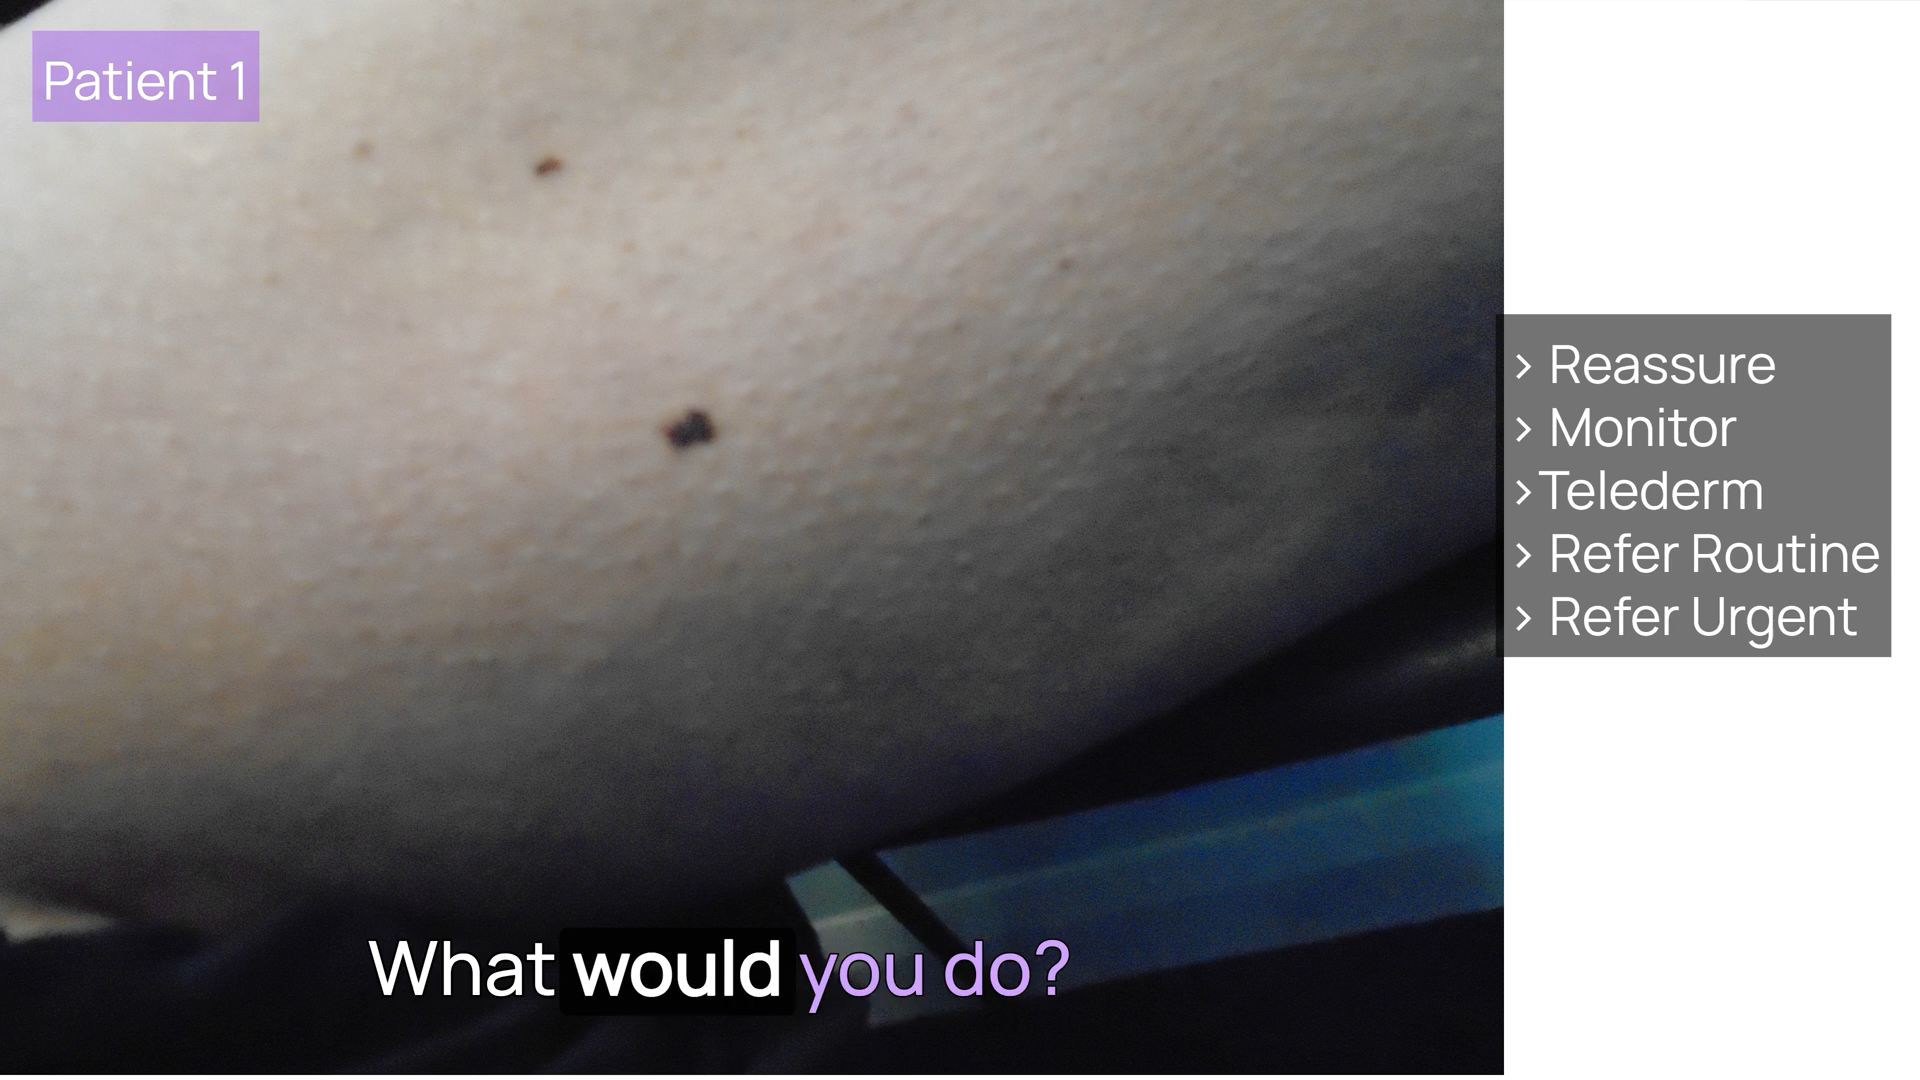 Patient 1
> Reassure
> Monitor
> Telederm
> Refer Routine
> Refer Urgent
What would you do?